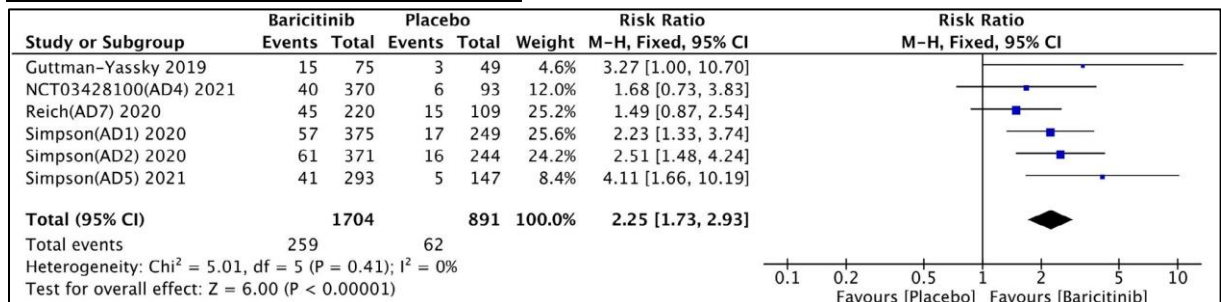 Baricitinib Placebo Risk Ratio Risk Ratio
Study or Subgroup Events Total Events Total Weight M-H, Fixed, 95% CI M-H, Fixed, 95% CI
Guttman-Yassky 2019 15 75 3 49 4.6% 3.27 [1.00, 10.70]
NCT03428100(AD4) 2021 40 370 6 93 12.0% 1.68 [0.73, 3.83]
Reich(AD7) 2020 45 220 15 109 25.2% 1.49 [0.87, 2.54]
Simpson(AD1) 2020 57 375 17 249 25.6% 2.23 [1.33, 3.74]
Simpson(AD2) 2020 61 371 16 244 24.2% 2.51 [1.48, 4.24]
Simpson(AD5) 2021 41 293 5 147 8.4% 4.11 [1.66, 10.19]
Total (95% CI) 1704 891 100.0% 2.25 [1.73, 2.93]
Total events 259 62
Heterogeneity: Chi² = 5.01, df = 5 (P = 0.41); I² = 0%
Test for overall effect: Z = 6.00 (P < 0.00001)
0.1 0.2 0.5 1 2 5 10
Favours [Placebo] Favours [Baricitinib]